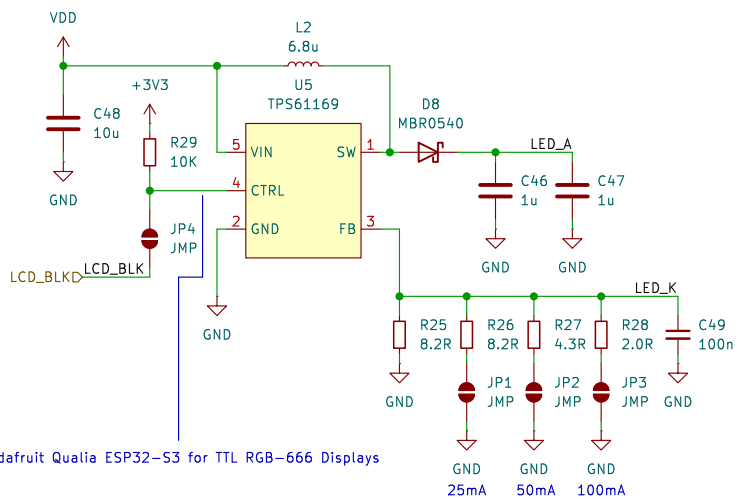 VDD
L2
6.8u
+3V3
U5
TPS61169
D8
MBR0540
C48
10u
R29
10K
5
VIN
SW
1
LED_A
4
CTRL
C46
1u
C47
1u
GND
2
GND
FB
3
JP4
JMP
LCD_BLK
LCD_BLK
GND
GND
GND
LED_K
R25
8.2R
R26
8.2R
R27
4.3R
R28
2.0R
C49
100n
GND
JP1
JMP
JP2
JMP
JP3
JMP
GND
dafruit Qualia ESP32-S3 for TTL RGB-666 Displays
GND
GND
GND
25mA
50mA
100mA